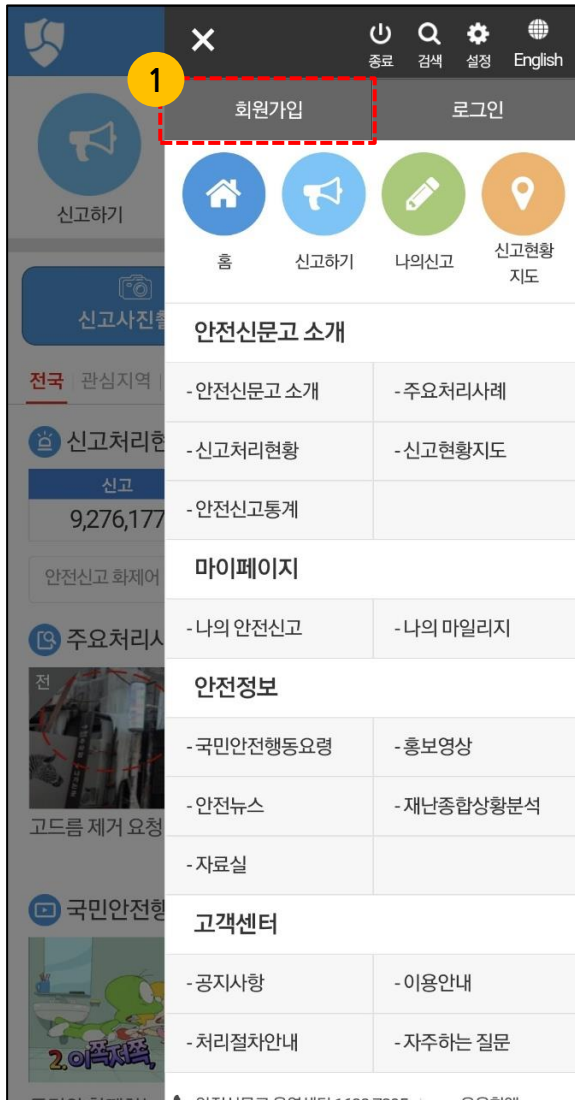 종료 검색 설정 English
1
회원가입 로그인
신고하기
홈 신고하기 나의신고 신고현황
지도
신고사진촬
안전신문고 소개
전국 관심지역
- 안전신문고 소개 - 주요처리사례
신고처리현
- 신고처리현황 - 신고현황지도
신고
9,276,177
- 안전신고통계
마이페이지
안전신고 화제어
- 나의 안전신고 - 나의 마일리지
주요처리사
전
안전정보
- 국민안전행동요령 - 홍보영상
- 안전뉴스 - 재난종합상황분석
고드름 제거 요청
- 자료실
국민안전행
고객센터
- 공지사항 - 이용안내
- 처리절차안내 - 자주하는 질문
2.이쪽저쪽,